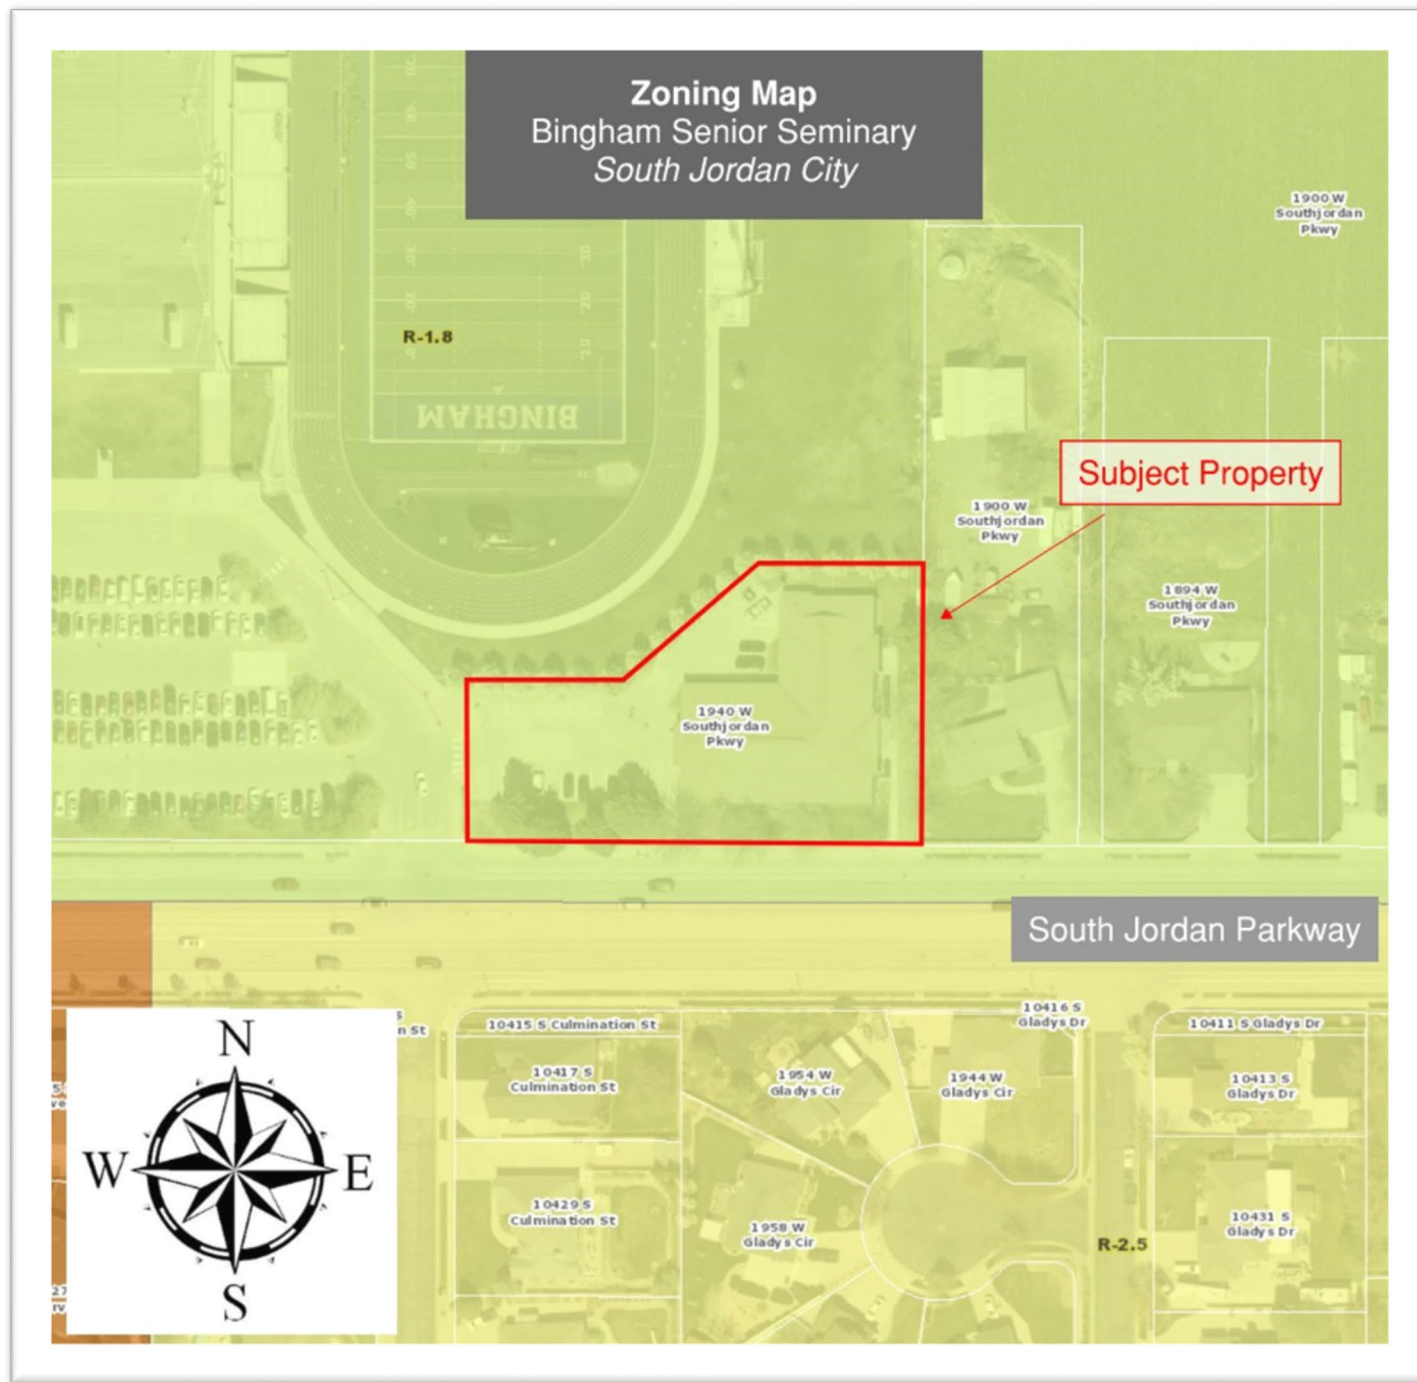 Zoning Map
Bingham Senior Seminary
South Jordan City
1900 W
Southjordan
Pkwy
R-1.8
BINGHAM
Subject Property
1900 W
Southjordan
Pkwy
1894 W
Southjordan
Pkwy
1940 W
Southjordan
Pkwy
South Jordan Parkway
n St
10415 S Culmination St
10416 S
Gladys Dr
10411 S Gladys Dr
10417 S
Culmination St
1954 W
Gladys Cir
1944 W
Gladys Cir
10413 S
Gladys Dr
10429 S
Culmination St
1958 W
Gladys Cir
10431 S
Gladys Dr
R-2.5
N
W
E
S